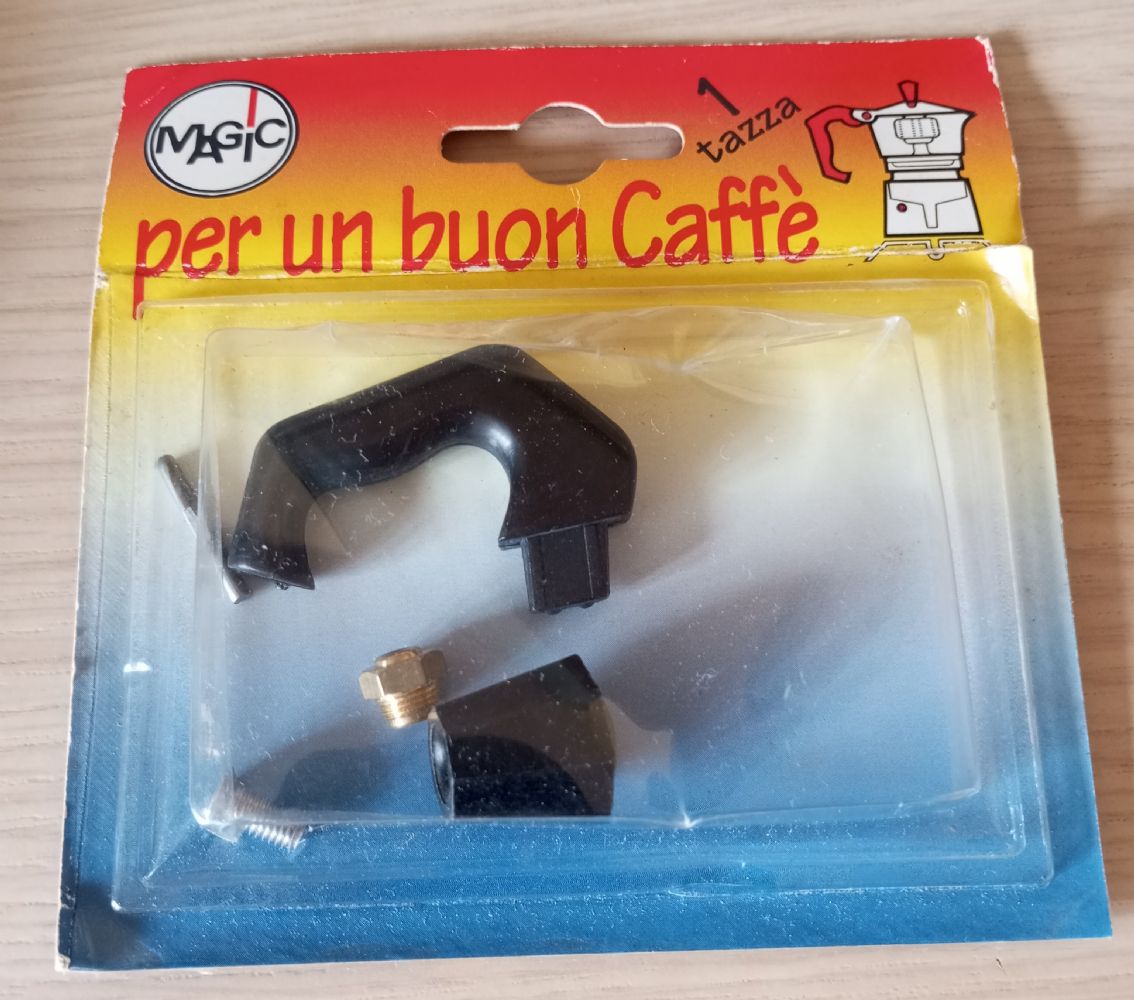 MAGIC
1
tazza
per un buon Caffè